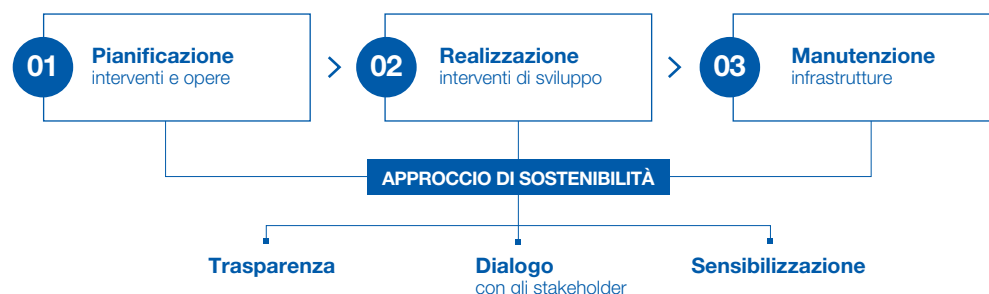 01
Pianificazione
interventi e opere
02
Realizzazione
interventi di sviluppo
03
Manutenzione
infrastrutture
APPROCCIO DI SOSTENIBILITÀ
Trasparenza
Dialogo
con gli stakeholder
Sensibilizzazione